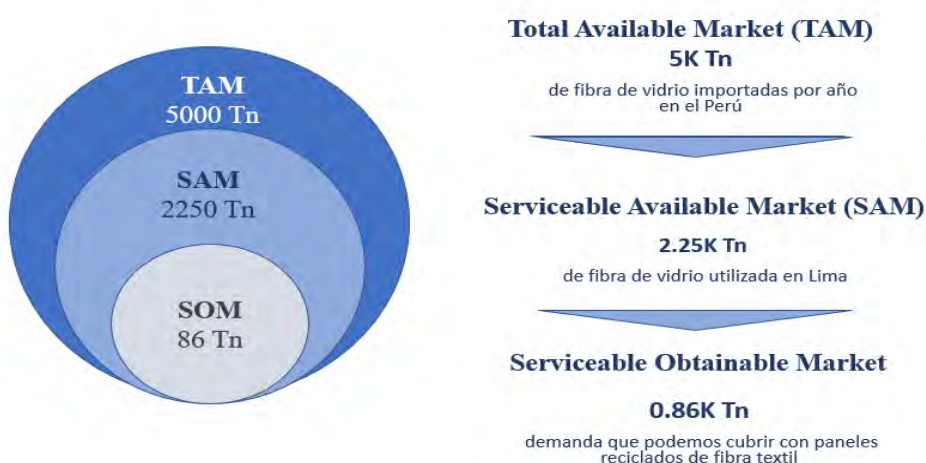 TAM
5000 Tn
SAM
2250 Tn
SOM
86 Tn
Total Available Market (TAM)
5K Tn
de fibra de vidrio importadas por año
en el Perú
Serviceable Available Market (SAM)
2.25K Tn
de fibra de vidrio utilizada en Lima
Serviceable Obtainable Market
0.86K Tn
demanda que podemos cubrir con paneles
reciclados de fibra textil